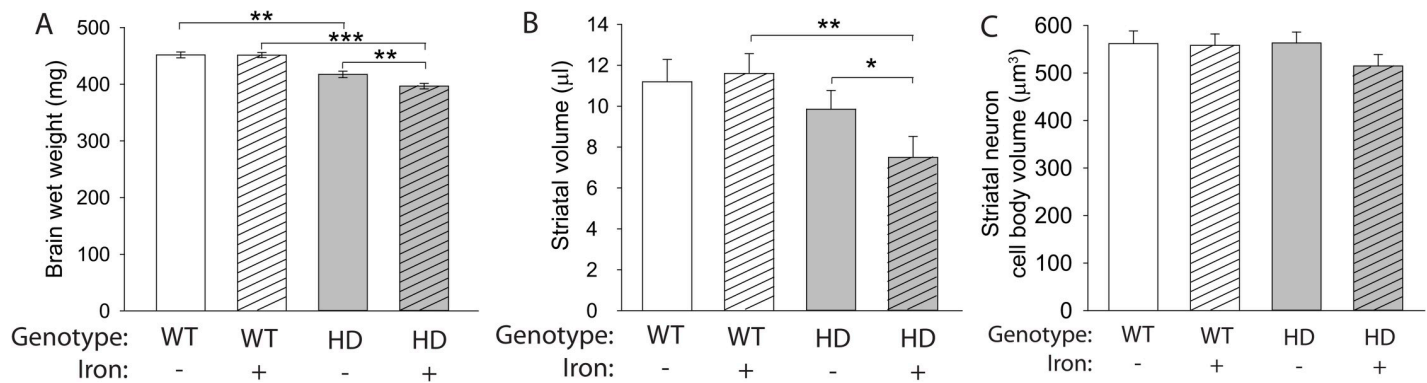 A
Brain wet weight (mg)
500
400
300
200
100
0
**
***
**
Genotype: WT WT HD HD
Iron: - + - +
B
Striatal volume (µl)
14
12
10
8
6
4
2
0
**
*
Genotype: WT WT HD HD
Iron: - + - +
C
Striatal neuron
cell body volume (µm³)
600
500
400
300
200
100
0
Genotype: WT WT HD HD
Iron: - + - +